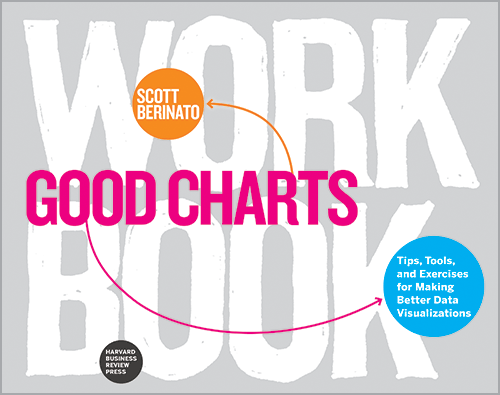 WORK
SCOTT
BERINATO
GOOD CHARTS
BOOK
Tips, Tools,
and Exercises
for Making
Better Data
Visualizations
HARVARD
BUSINESS
REVIEW
PRESS